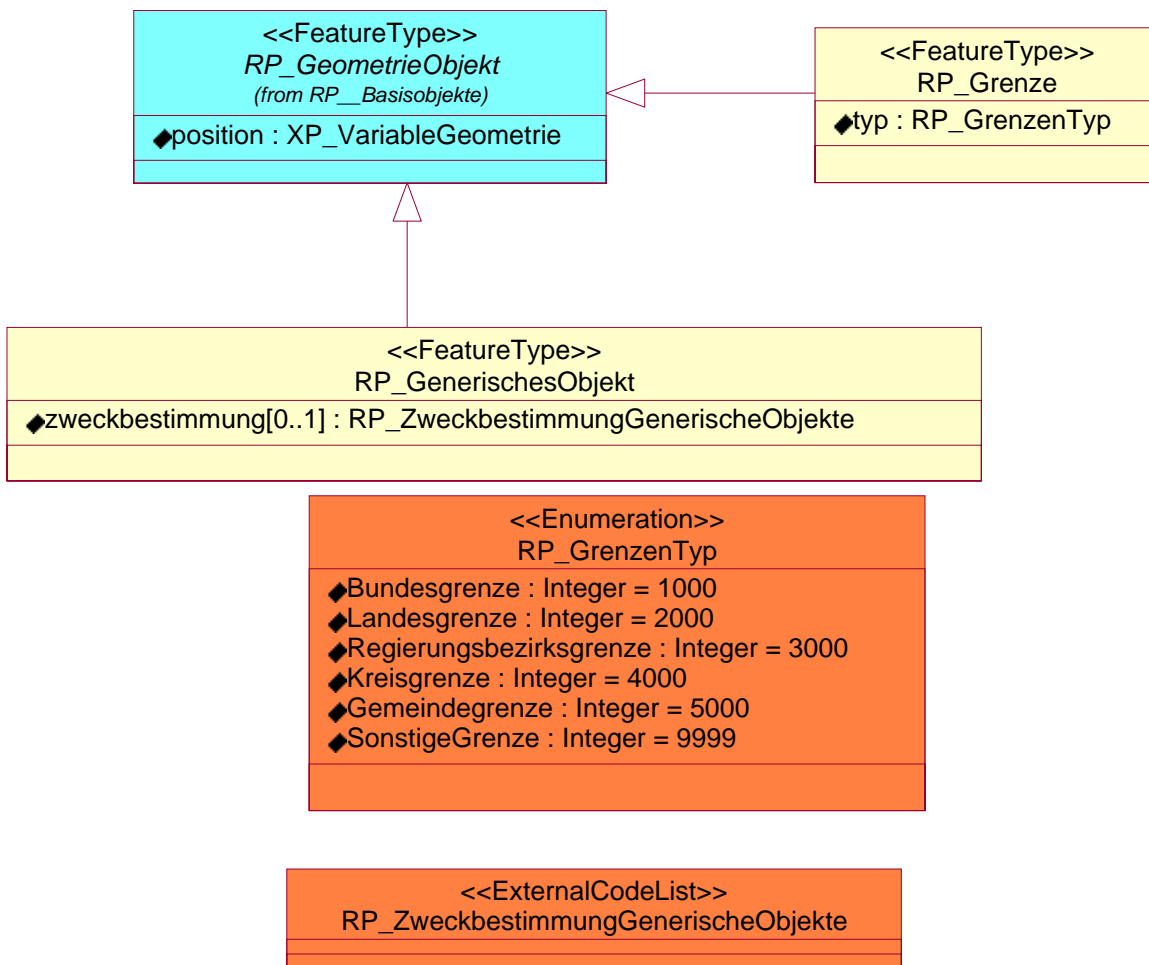 <<FeatureType>>
RP_GeometrieObjekt
(from RP__Basisobjekte)
position : XP_VariableGeometrie
<<FeatureType>>
RP_Grenze
typ : RP_GrenzenTyp
<<FeatureType>>
RP_GenerischesObjekt
zweckbestimmung[0..1] : RP_ZweckbestimmungGenerischeObjekte
<<Enumeration>>
RP_GrenzenTyp
Bundesgrenze : Integer = 1000
Landesgrenze : Integer = 2000
Regierungsbezirksgrenze : Integer = 3000
Kreisgrenze : Integer = 4000
Gemeindegrenze : Integer = 5000
SonstigeGrenze : Integer = 9999
<<ExternalCodeList>>
RP_ZweckbestimmungGenerischeObjekte